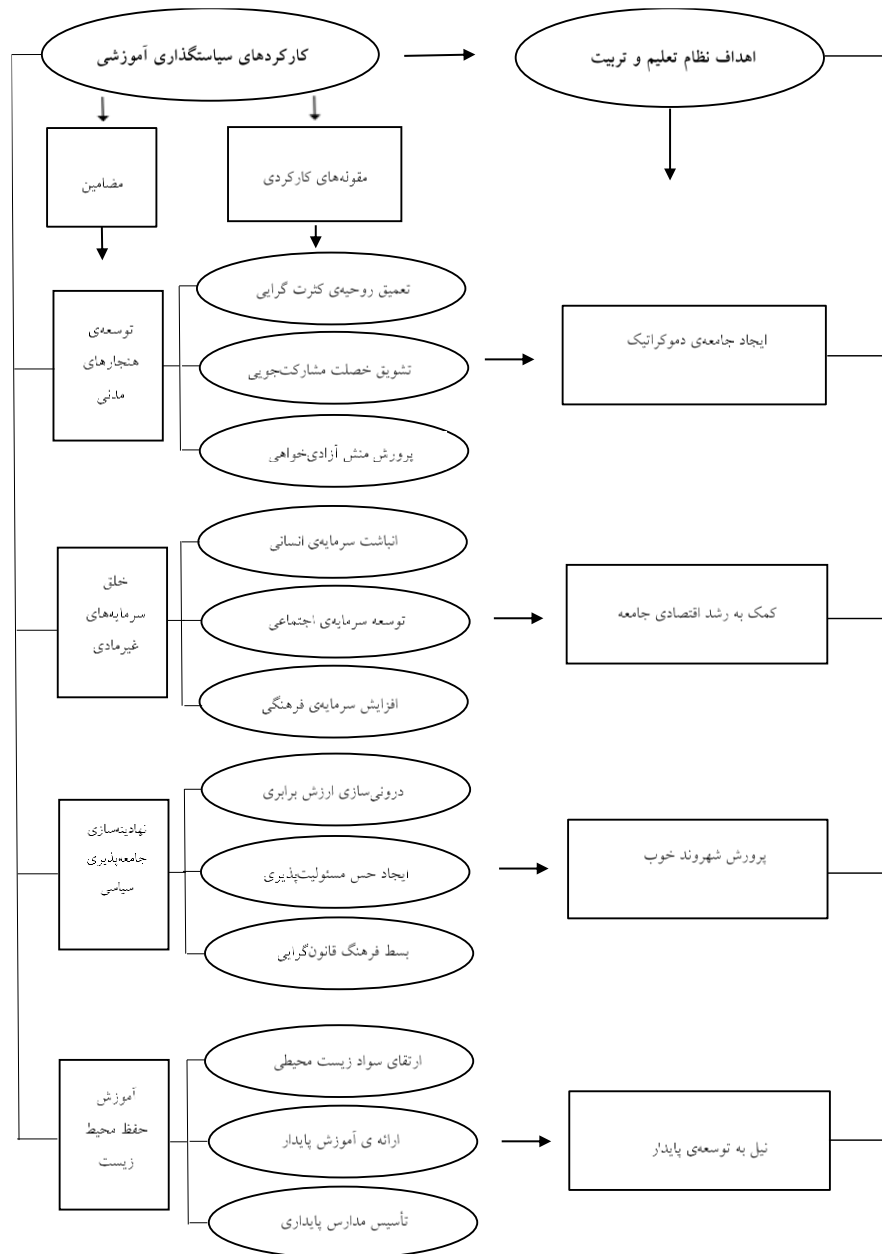 اهداف نظام تعلیم و تربیت
کارکردهای سیاستگذاری آموزشی
مقوله‌های کارکردی
مضامین
توسعه‌ی
هنجارهای
مدنی
تعمیق روحیه‌ی کثرت گرایی
تشویق خصلت مشارکت‌جویی
پرورش منش آزادی‌خواهی
ایجاد جامعه‌ی دموکراتیک
خلق
سرمایه‌های
غیرمادی
انباشت سرمایه‌ی انسانی
توسعه سرمایه‌ی اجتماعی
افزایش سرمایه‌ی فرهنگی
کمک به رشد اقتصادی جامعه
نهادینه‌سازی
جامعه‌پذیری
سیاسی
درونی‌سازی ارزش برابری
ایجاد حس مسئولیت‌پذیری
بسط فرهنگ قانون‌گرایی
پرورش شهروند خوب
آموزش
حفظ محیط
زیست
ارتقای سواد زیست محیطی
ارائه ی آموزش پایدار
تأسیس مدارس پایداری
نیل به توسعه‌ی پایدار